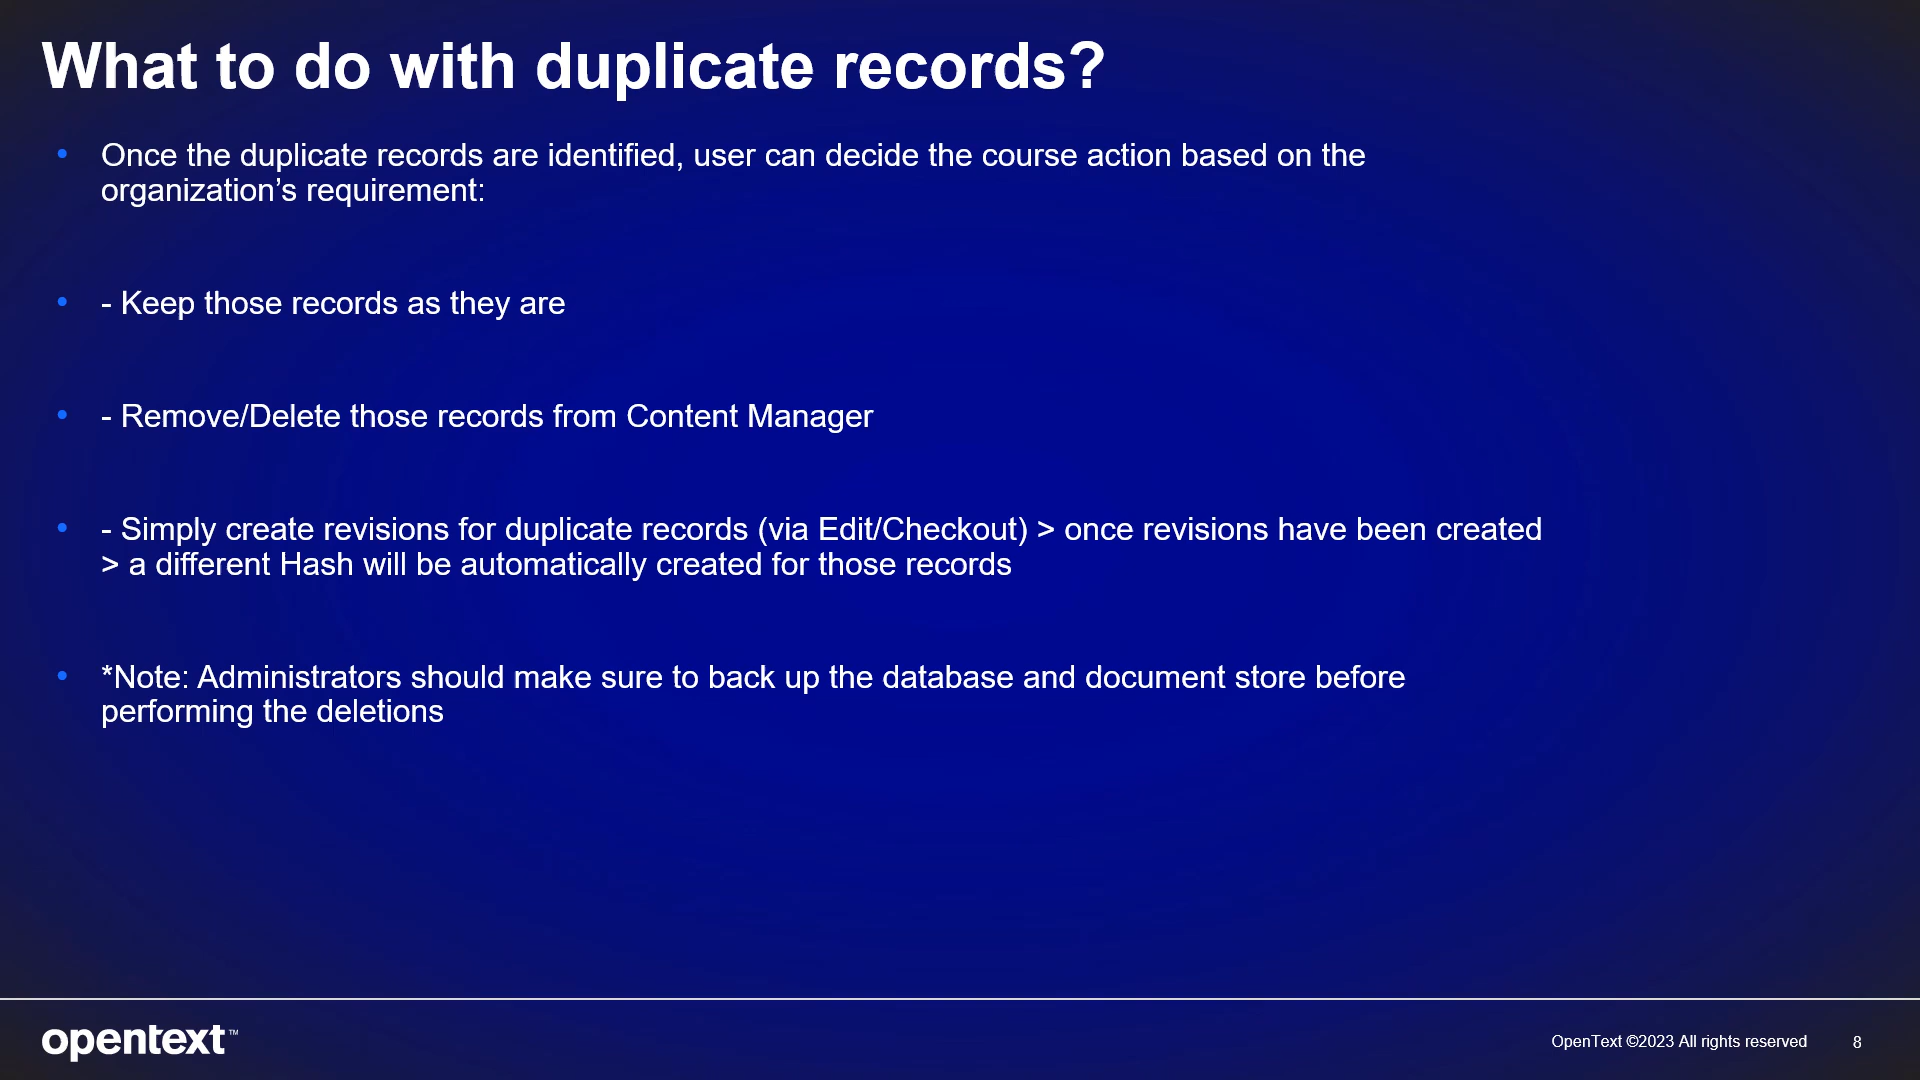 What to do with duplicate records?
• Once the duplicate records are identified, user can decide the course action based on the
organization’s requirement:
• - Keep those records as they are
• - Remove/Delete those records from Content Manager
• - Simply create revisions for duplicate records (via Edit/Checkout) > once revisions have been created
> a different Hash will be automatically created for those records
• *Note: Administrators should make sure to back up the database and document store before
performing the deletions
opentext™
OpenText ©2023 All rights reserved 8